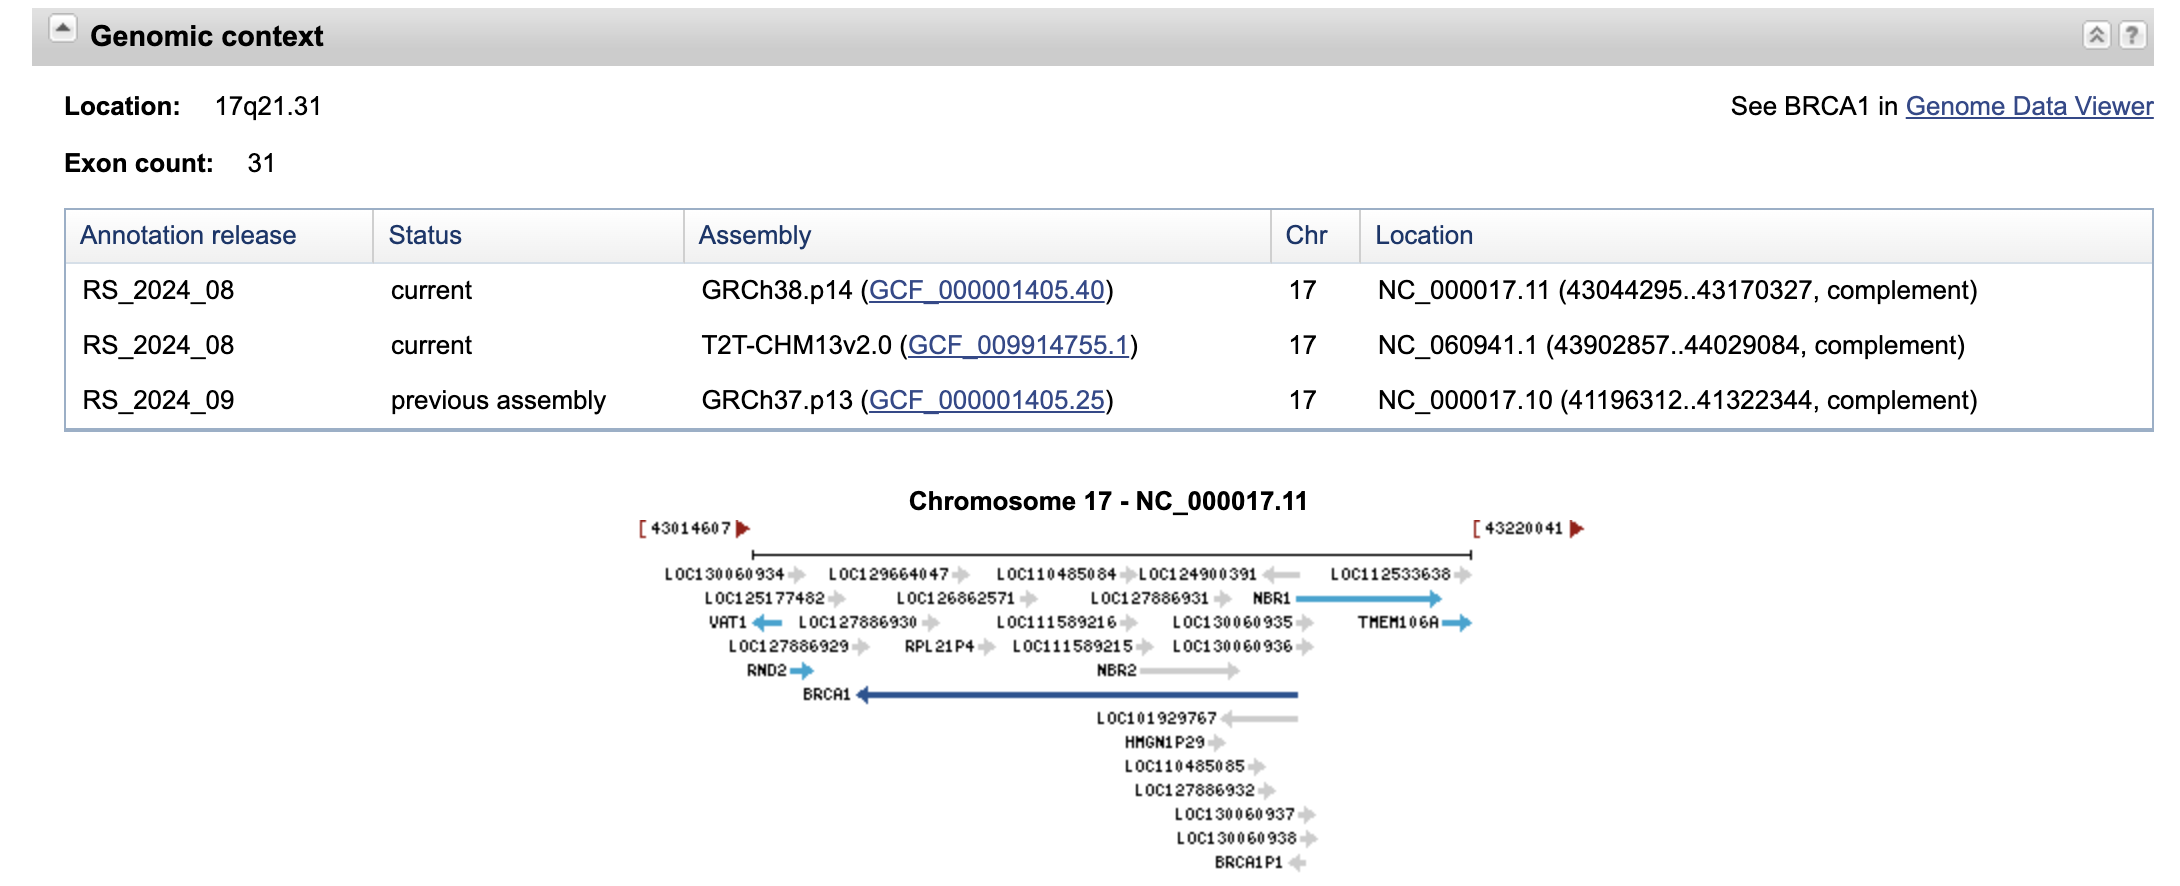 Genomic context
?
Location: 17q21.31 See BRCA1 in Genome Data Viewer
Exon count: 31
Annotation release Status Assembly Chr Location
RS_2024_08 current GRCh38.p14 (GCF_000001405.40) 17 NC_000017.11 (43044295..43170327, complement)
RS_2024_08 current T2T-CHM13v2.0 (GCF_009914755.1) 17 NC_060941.1 (43902857..44029084, complement)
RS_2024_09 previous assembly GRCh37.p13 (GCF_000001405.25) 17 NC_000017.10 (41196312..41322344, complement)
Chromosome 17 - NC_000017.11
[ 43014607 [ 43220041
LOC130060934 LOC129664047 LOC110485084 LOC124900391 LOC112533638
LOC125177482 LOC126862571 LOC127886931 NBR1
VAT1 LOC127886930 LOC111589216 LOC130060935 TMEM106A
LOC127886929 RPL21P4 LOC111589215 LOC130060936
RND2 NBR2
BRCA1
LOC101929767
HMGN1P29
LOC110485085
LOC127886932
LOC130060937
LOC130060938
BRCA1P1